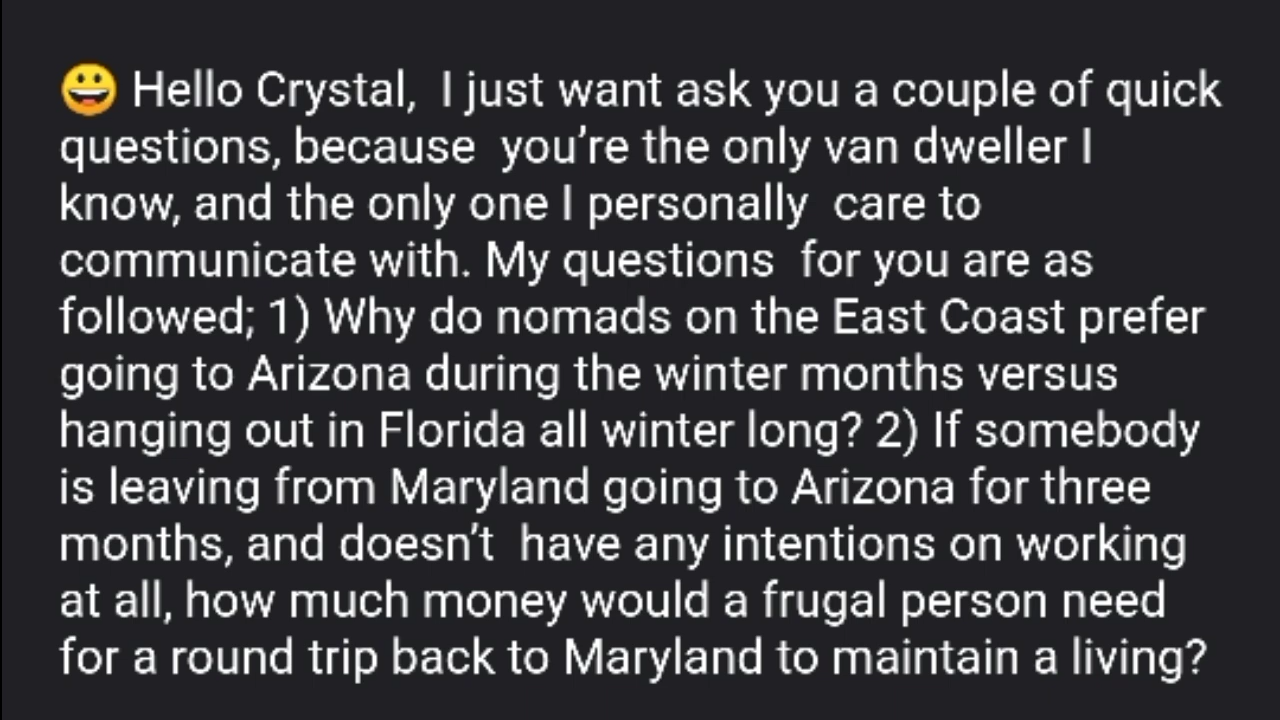 😀 Hello Crystal,  I just want ask you a couple of quick
questions, because  you’re the only van dweller I
know, and the only one I personally  care to
communicate with. My questions  for you are as
followed; 1) Why do nomads on the East Coast prefer
going to Arizona during the winter months versus
hanging out in Florida all winter long? 2) If somebody
is leaving from Maryland going to Arizona for three
months, and doesn’t  have any intentions on working
at all, how much money would a frugal person need
for a round trip back to Maryland to maintain a living?